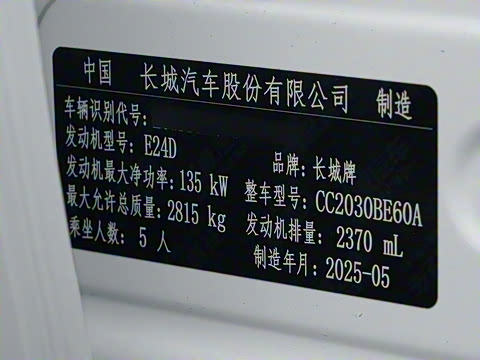 中国 长城汽车股份有限公司 制造
车辆识别代号:
发动机型号: E24D 品牌: 长城牌
发动机最大净功率: 135 kW 整车型号: CC2030BE60A
最大允许总质量: 2815 kg 发动机排量: 2370 mL
乘坐人数: 5 人 制造年月: 2025-05